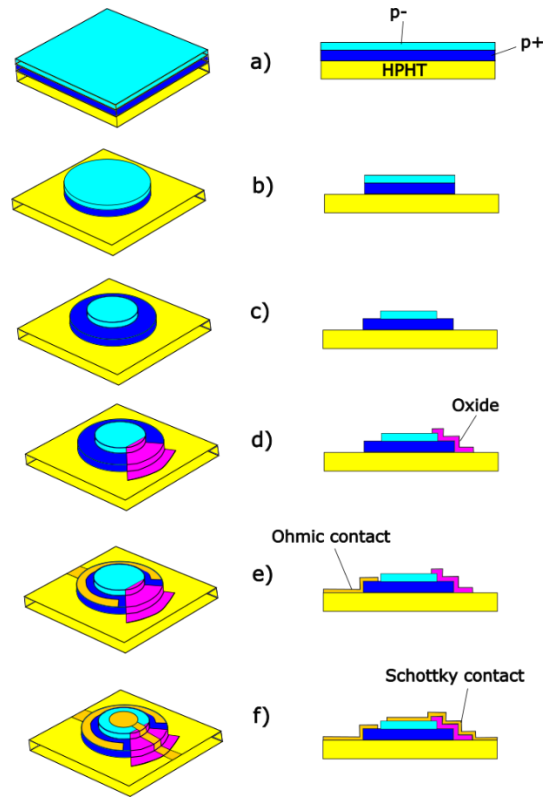 p-
a)
p+
HPHT
b)
c)
d)
Oxide
Ohmic contact
e)
Schottky contact
f)